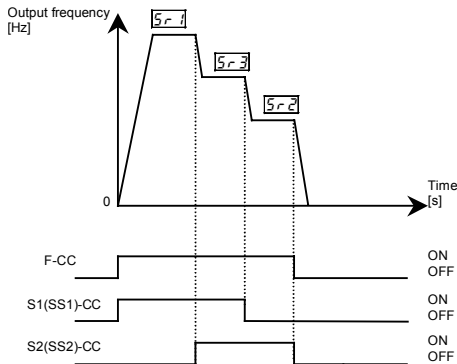 Output frequency
[Hz]
Sr1
Sr3
Sr2
0
Time
[s]
F-CC
ON
OFF
S1(SS1)-CC
ON
OFF
S2(SS2)-CC
ON
OFF